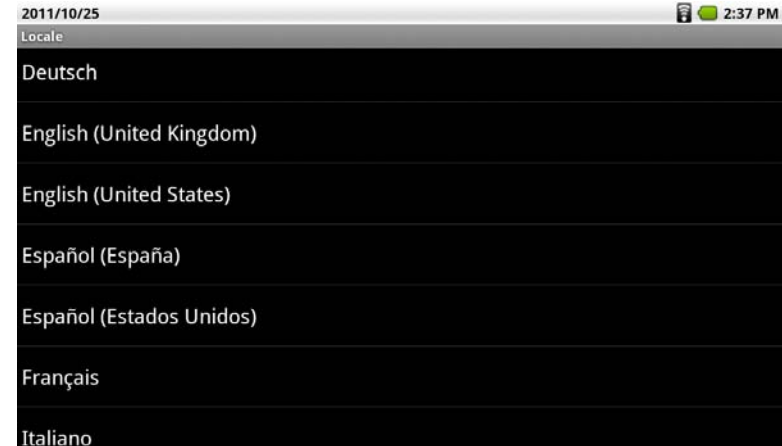 2011/10/25 2:37 PM
Locale
Deutsch
English (United Kingdom)
English (United States)
Español (España)
Español (Estados Unidos)
Français
Italiano